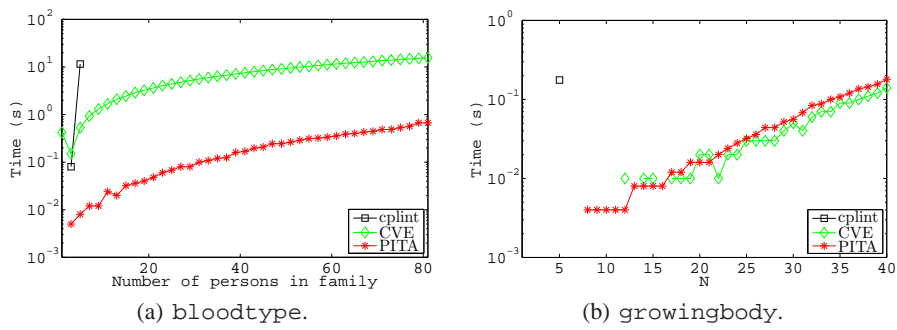 10^2
10^1
10^0
10^-1
10^-2
10^-3
Time (s)
20 40 60 80
Number of persons in family
cplint
CVE
PITA
(a) bloodtype.
10^0
10^-1
10^-2
10^-3
Time (s)
5 10 15 20 25 30 35 40
N
cplint
CVE
PITA
(b) growingbody.